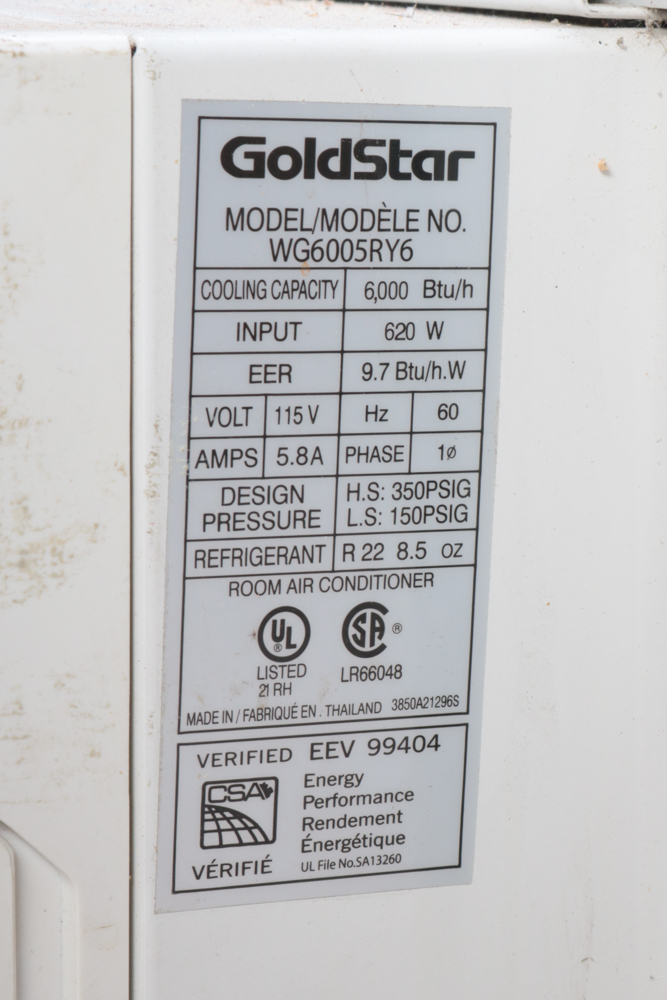 GoldStar
MODEL/MODÈLE NO.
WG6005RY6
COOLING CAPACITY 6,000 Btu/h
INPUT 620 W
EER 9.7 Btu/h.W
VOLT 115 V Hz 60
AMPS 5.8A PHASE 1ø
DESIGN PRESSURE H.S: 350PSIG
L.S: 150PSIG
REFRIGERANT R 22 8.5 OZ
ROOM AIR CONDITIONER
UL ® SA ®
LISTED LR66048
21 RH
MADE IN / FABRIQUÉ EN . THAILAND 3850A21296S
VERIFIED EEV 99404
CSA
Energy
Performance
Rendement
Énergétique
VÉRIFIÉ UL File No.SA13260